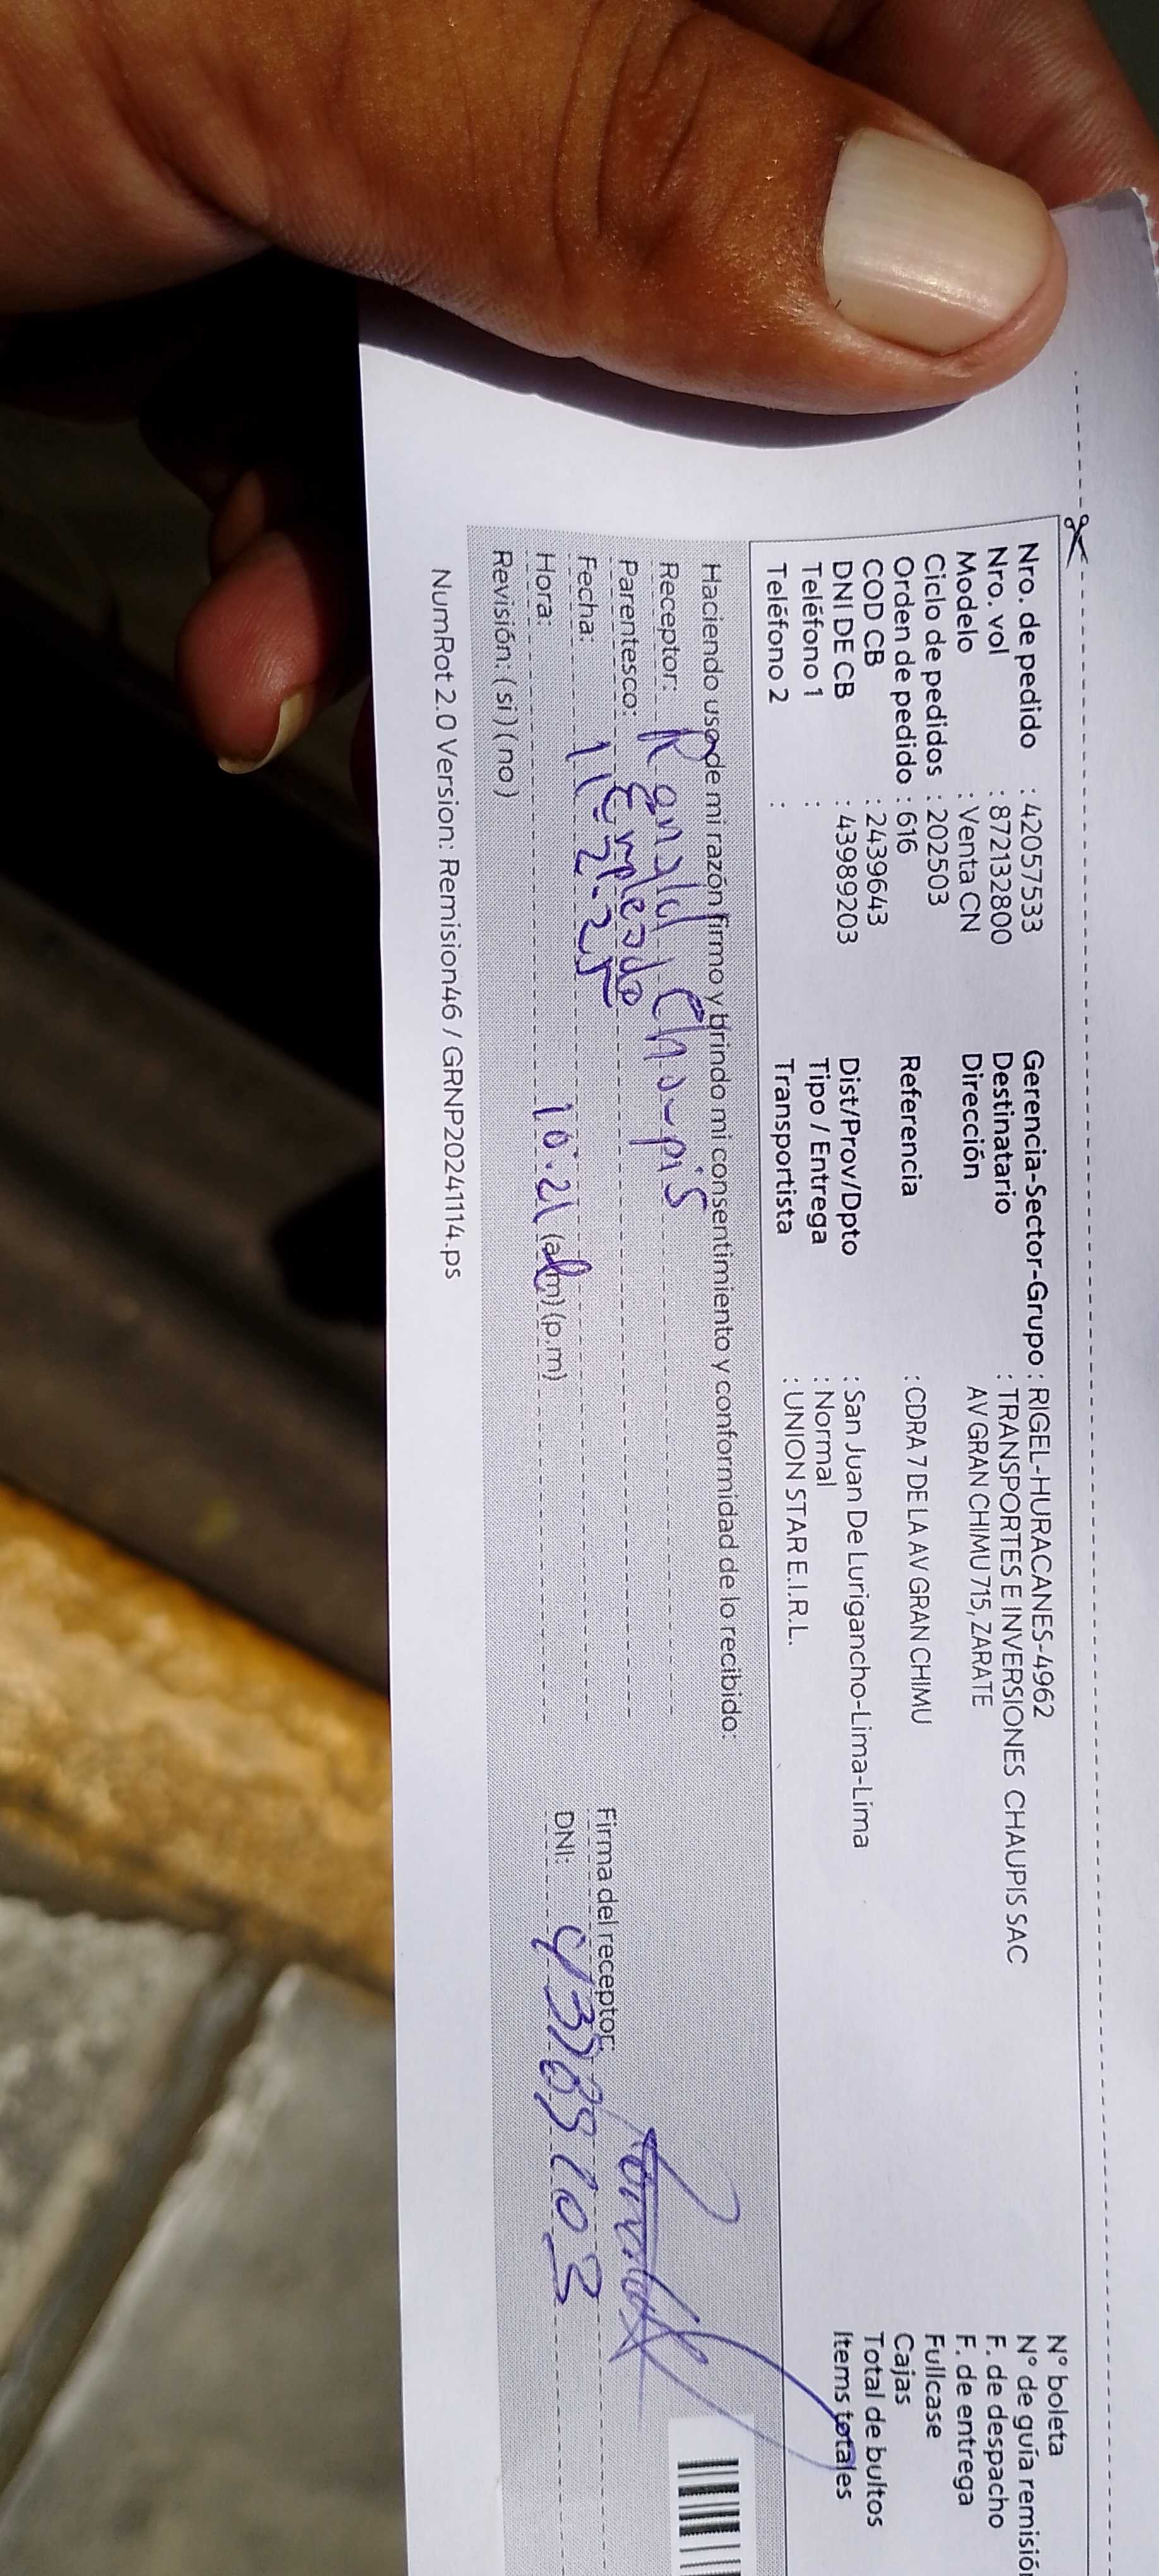 Nro. de pedido : 42057533
Nro. vol : 872132800
Modelo : Venta CN
Ciclo de pedidos : 202503
Orden de pedido : 616
COD CB : 2439643
DNI DE CB : 43989203
Teléfono 1 :
Teléfono 2 :
Gerencia-Sector-Grupo : RIGEL-HURACANES-4962
Destinatario : TRANSPORTES E INVERSIONES CHAUPIS SAC
Dirección AV GRAN CHIMU 715, ZARATE
Referencia : CDRA 7 DE LA AV GRAN CHIMU
Dist/Prov/Dpto : San Juan De Lurigancho-Lima-Lima
Tipo / Entrega : Normal
Transportista : UNION STAR E.I.R.L.
N° boleta
N° de guía remisión
F. de despacho
F. de entrega
Fullcase
Cajas
Total de bultos
Items totales
Haciendo uso de mi razón firmo y brindo mi consentimiento y conformidad de lo recibido:
Receptor: Ronald Chaupis
Parentesco: Empleado
Fecha: 11-2-25
Hora: 10:21 (a.m) (p.m)
Revisión: ( si ) ( no )
Firma del receptor:
DNI:
NumRot 2.0 Version: Remision46 / GRNP20241114.ps